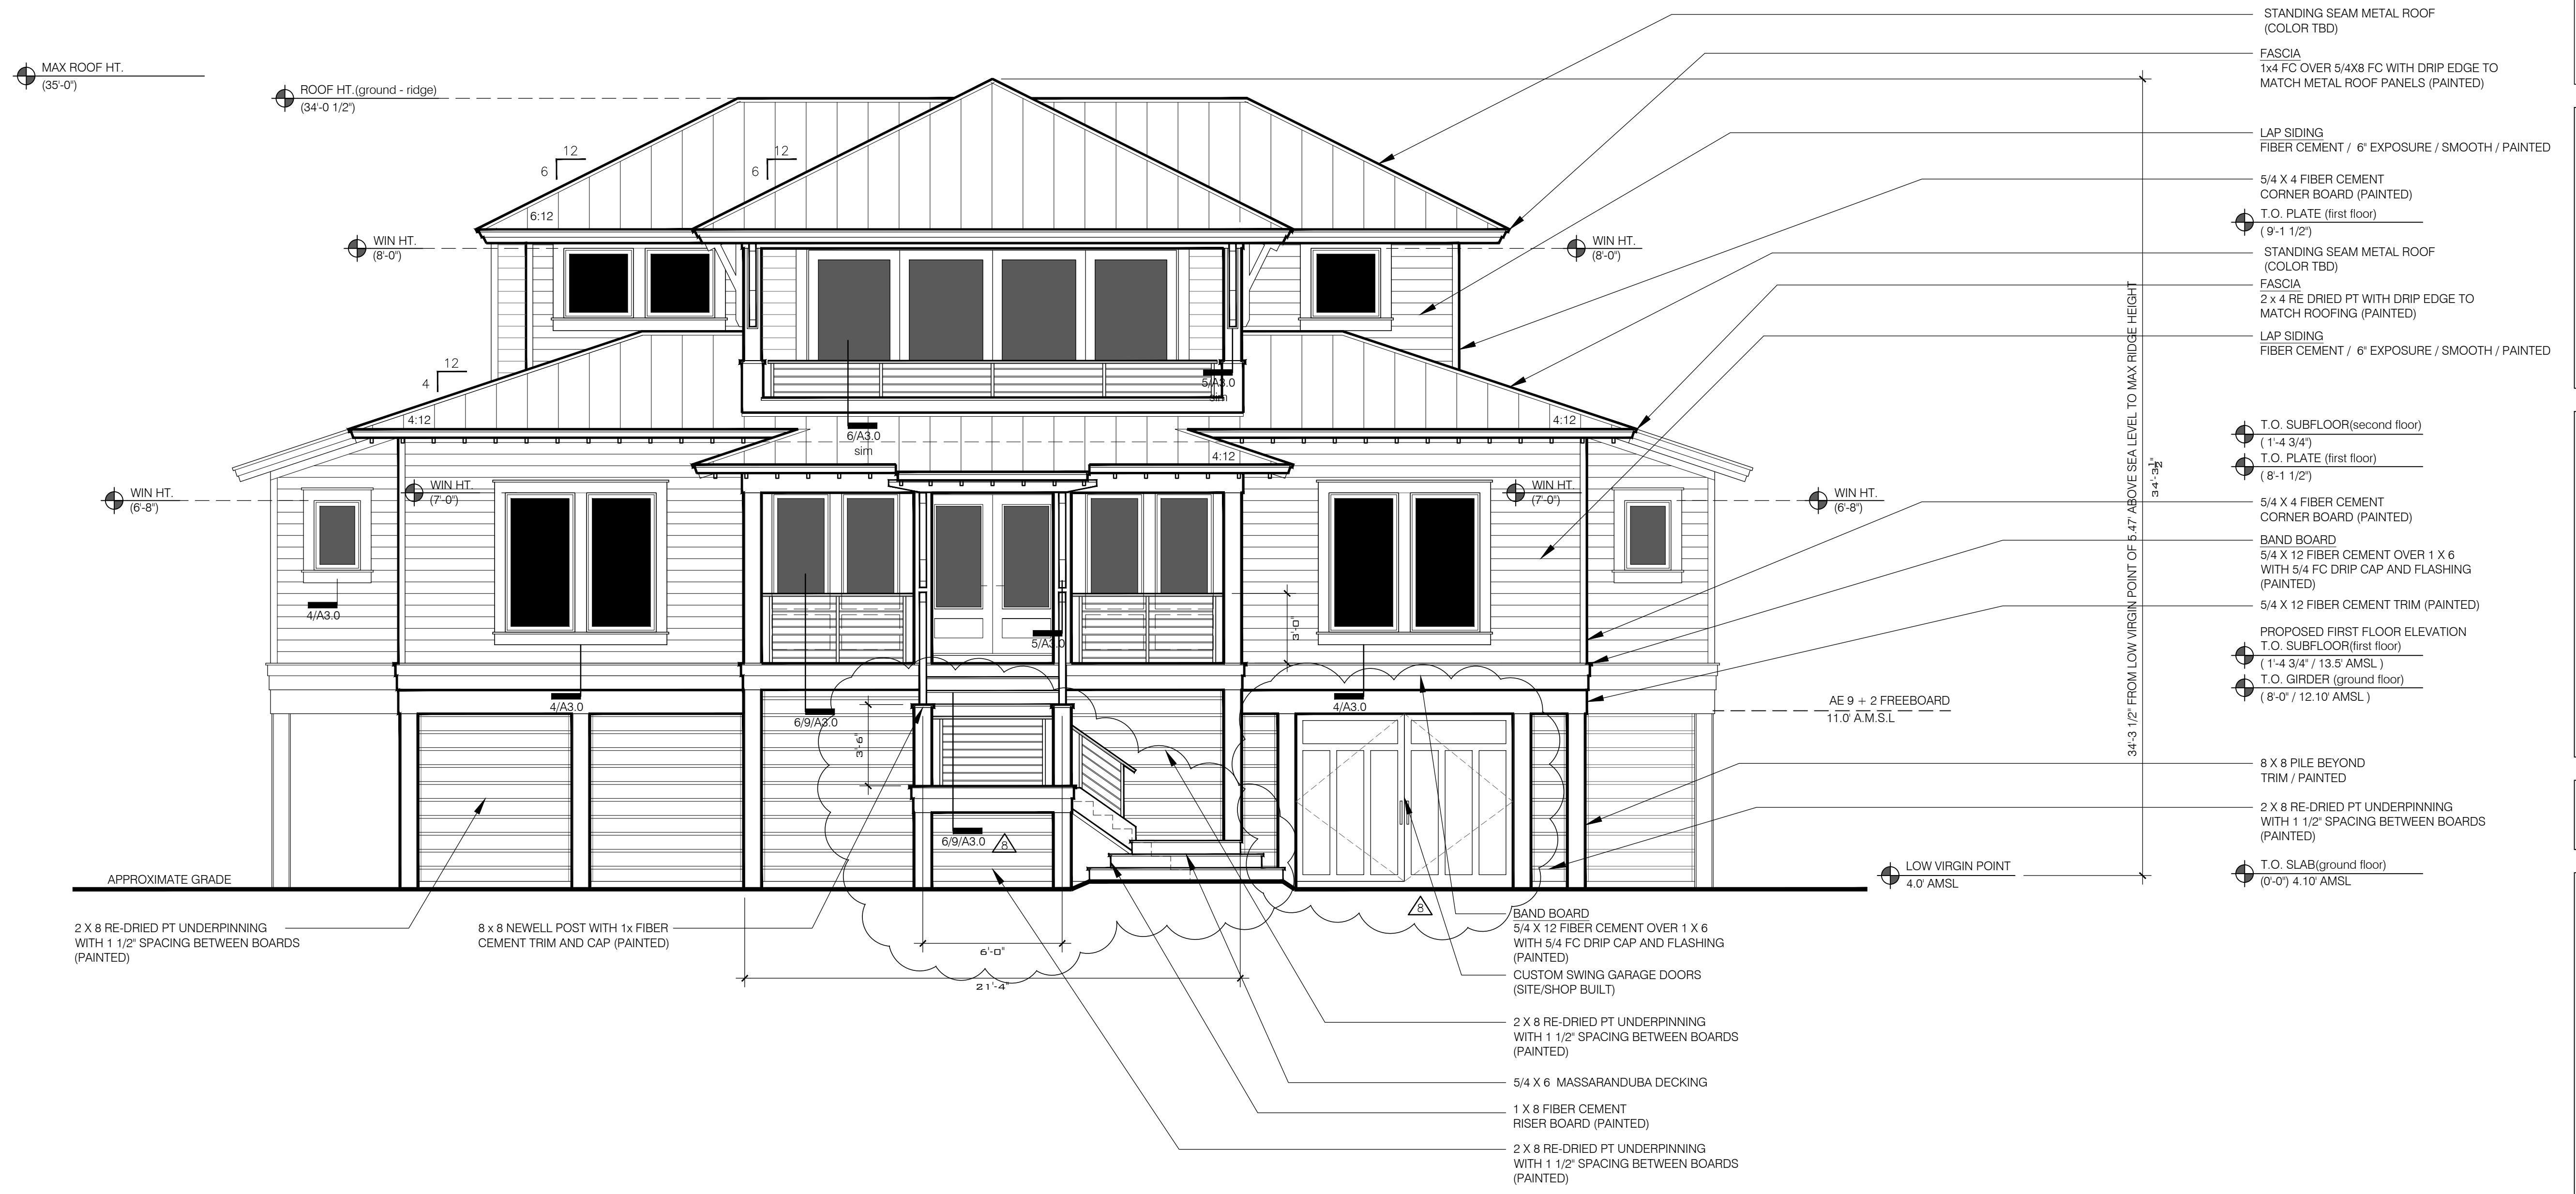 MAX ROOF HT.
(35'-0")
ROOF HT.(ground - ridge)
(34'-0 1/2")
12
6
12
6
6:12
WIN HT.
(8'-0")
WIN HT.
(8'-0")
12
4
4:12
4:12
4:12
5/A3.0
sim
6/A3.0
sim
WIN HT.
(6'-8")
WIN HT.
(7'-0")
WIN HT.
(7'-0")
WIN HT.
(6'-8")
4/A3.0
5/A3.0
3'-0"
4/A3.0
6/9/A3.0
4/A3.0
3'-6"
6/9/A3.0
8
AE 9 + 2 FREEBOARD
11.0' A.M.S.L
APPROXIMATE GRADE
LOW VIRGIN POINT
4.0' AMSL
8
6'-0"
21'-4"
34'-3 1/2" FROM LOW VIRGIN POINT OF 5.47' ABOVE SEA LEVEL TO MAX RIDGE HEIGHT
34'-3 1/2"
2 X 8 RE-DRIED PT UNDERPINNING
WITH 1 1/2" SPACING BETWEEN BOARDS
(PAINTED)
8 x 8 NEWELL POST WITH 1x FIBER
CEMENT TRIM AND CAP (PAINTED)
BAND BOARD
5/4 X 12 FIBER CEMENT OVER 1 X 6
WITH 5/4 FC DRIP CAP AND FLASHING
(PAINTED)
CUSTOM SWING GARAGE DOORS
(SITE/SHOP BUILT)
2 X 8 RE-DRIED PT UNDERPINNING
WITH 1 1/2" SPACING BETWEEN BOARDS
(PAINTED)
5/4 X 6  MASSARANDUBA DECKING
1 X 8 FIBER CEMENT
RISER BOARD (PAINTED)
2 X 8 RE-DRIED PT UNDERPINNING
WITH 1 1/2" SPACING BETWEEN BOARDS
(PAINTED)
STANDING SEAM METAL ROOF
(COLOR TBD)
FASCIA
1x4 FC OVER 5/4X8 FC WITH DRIP EDGE TO
MATCH METAL ROOF PANELS (PAINTED)
LAP SIDING
FIBER CEMENT /  6" EXPOSURE / SMOOTH / PAINTED
5/4 X 4 FIBER CEMENT
CORNER BOARD (PAINTED)
T.O. PLATE (first floor)
( 9'-1 1/2")
STANDING SEAM METAL ROOF
(COLOR TBD)
FASCIA
2 x 4 RE DRIED PT WITH DRIP EDGE TO
MATCH ROOFING (PAINTED)
LAP SIDING
FIBER CEMENT /  6" EXPOSURE / SMOOTH / PAINTED
T.O. SUBFLOOR(second floor)
( 1'-4 3/4")
T.O. PLATE (first floor)
( 8'-1 1/2")
5/4 X 4 FIBER CEMENT
CORNER BOARD (PAINTED)
BAND BOARD
5/4 X 12 FIBER CEMENT OVER 1 X 6
WITH 5/4 FC DRIP CAP AND FLASHING
(PAINTED)
5/4 X 12 FIBER CEMENT TRIM (PAINTED)
PROPOSED FIRST FLOOR ELEVATION
T.O. SUBFLOOR(first floor)
( 1'-4 3/4" / 13.5' AMSL )
T.O. GIRDER (ground floor)
( 8'-0" / 12.10' AMSL )
8 X 8 PILE BEYOND
TRIM / PAINTED
2 X 8 RE-DRIED PT UNDERPINNING
WITH 1 1/2" SPACING BETWEEN BOARDS
(PAINTED)
T.O. SLAB(ground floor)
(0'-0") 4.10' AMSL